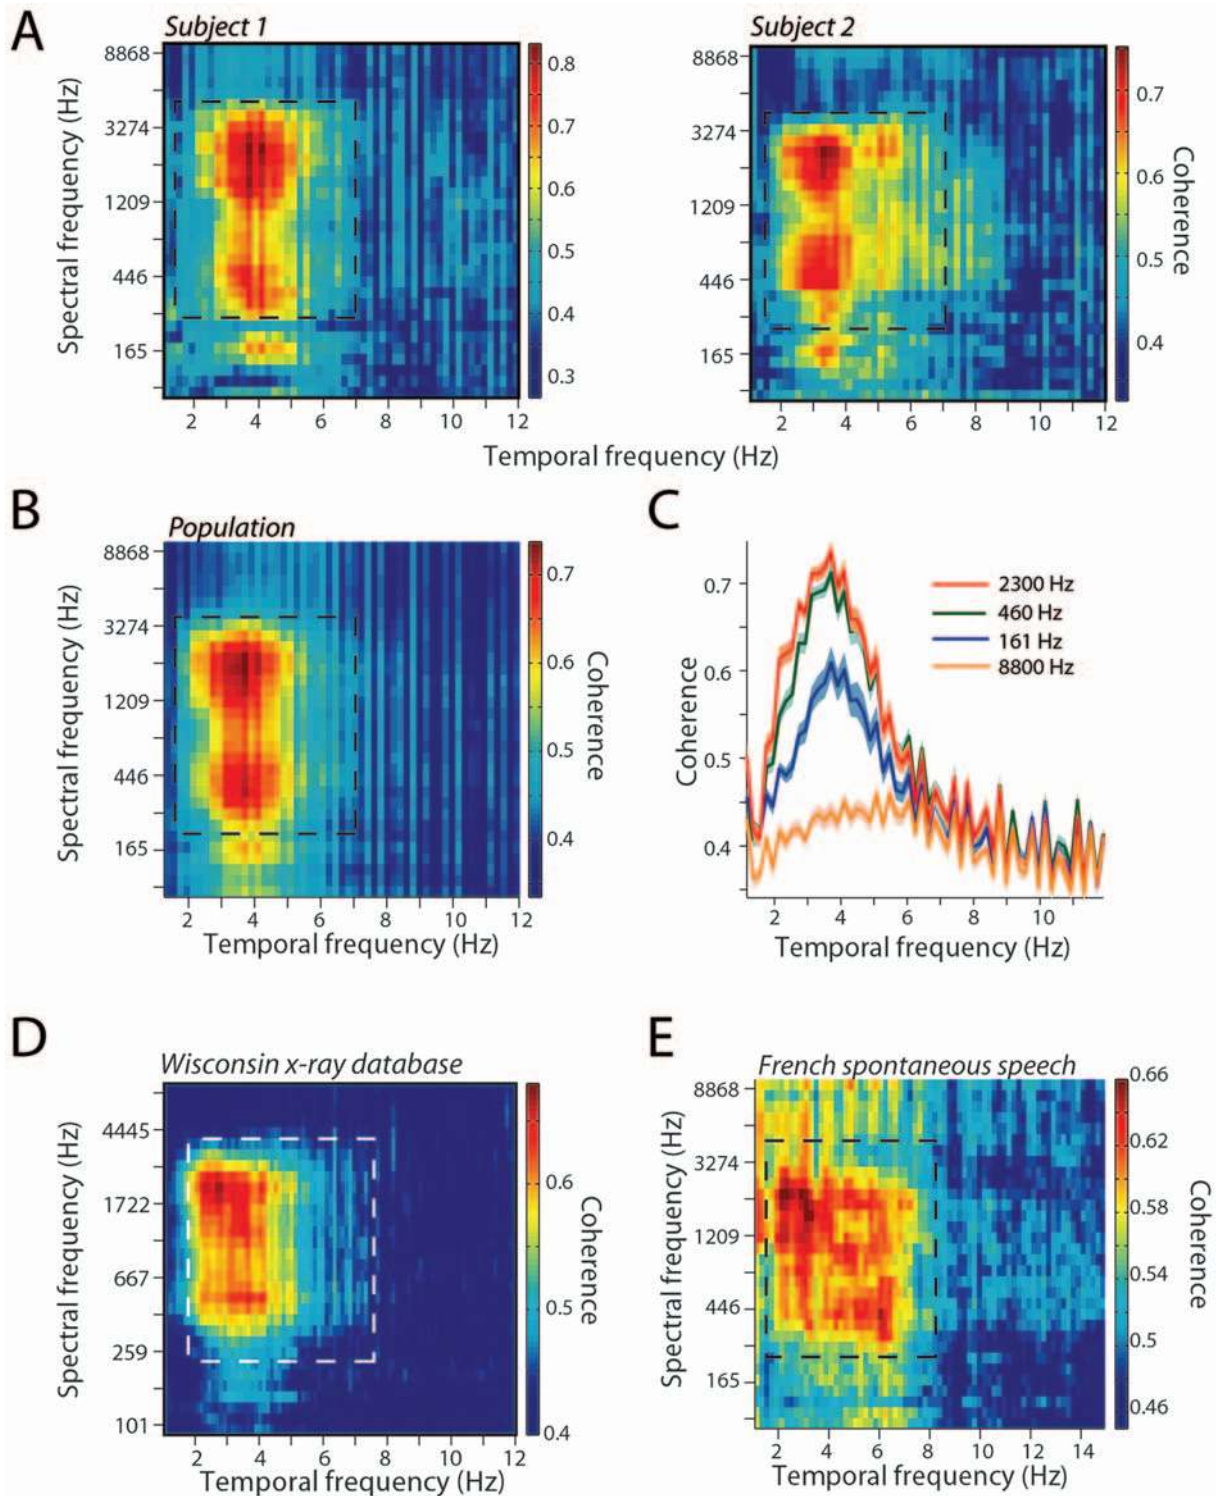 A
Subject 1
Subject 2
Spectral frequency (Hz)
8868
3274
1209
446
165
2 4 6 8 10 12
0.8
0.7
0.6
0.5
0.4
0.3
8868
3274
1209
446
165
2 4 6 8 10 12
0.7
0.6
0.5
0.4
Coherence
Temporal frequency (Hz)
B
Population
Spectral frequency (Hz)
8868
3274
1209
446
165
2 4 6 8 10 12
Temporal frequency (Hz)
0.7
0.6
0.5
0.4
Coherence
C
Coherence
0.7
0.6
0.5
0.4
2 4 6 8 10
Temporal frequency (Hz)
2300 Hz
460 Hz
161 Hz
8800 Hz
D
Wisconsin x-ray database
Spectral frequency (Hz)
4445
1722
667
259
101
2 4 6 8 10 12
Temporal frequency (Hz)
0.6
0.5
0.4
Coherence
E
French spontaneous speech
Spectral frequency (Hz)
8868
3274
1209
446
165
2 4 6 8 10 12 14
Temporal frequency (Hz)
0.66
0.62
0.58
0.54
0.5
0.46
Coherence